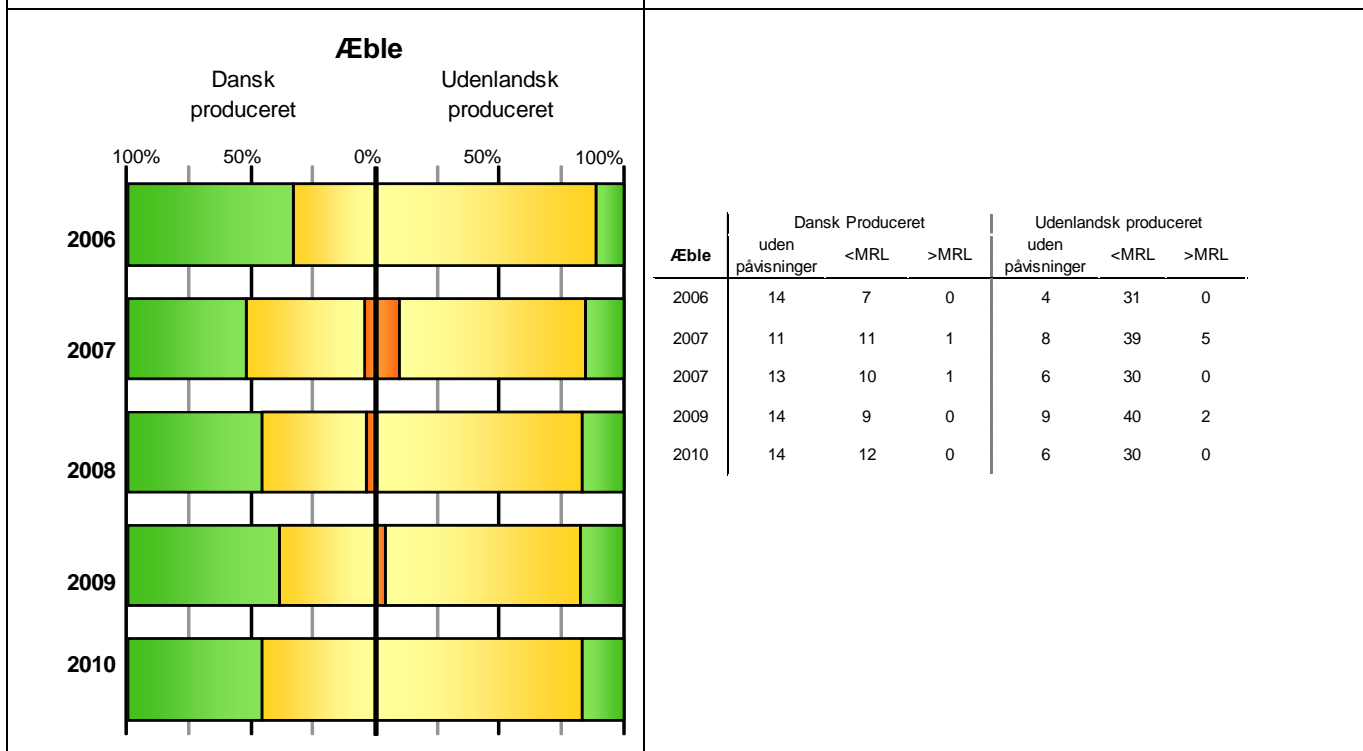 Æble
Dansk produceret
Udenlandsk produceret
100% 50% 0% 50% 100%
2006
2007
2008
2009
2010
Dansk Produceret Udenlandsk produceret
Æble uden påvisninger <MRL >MRL uden påvisninger <MRL >MRL
2006 14 7 0 4 31 0
2007 11 11 1 8 39 5
2007 13 10 1 6 30 0
2009 14 9 0 9 40 2
2010 14 12 0 6 30 0